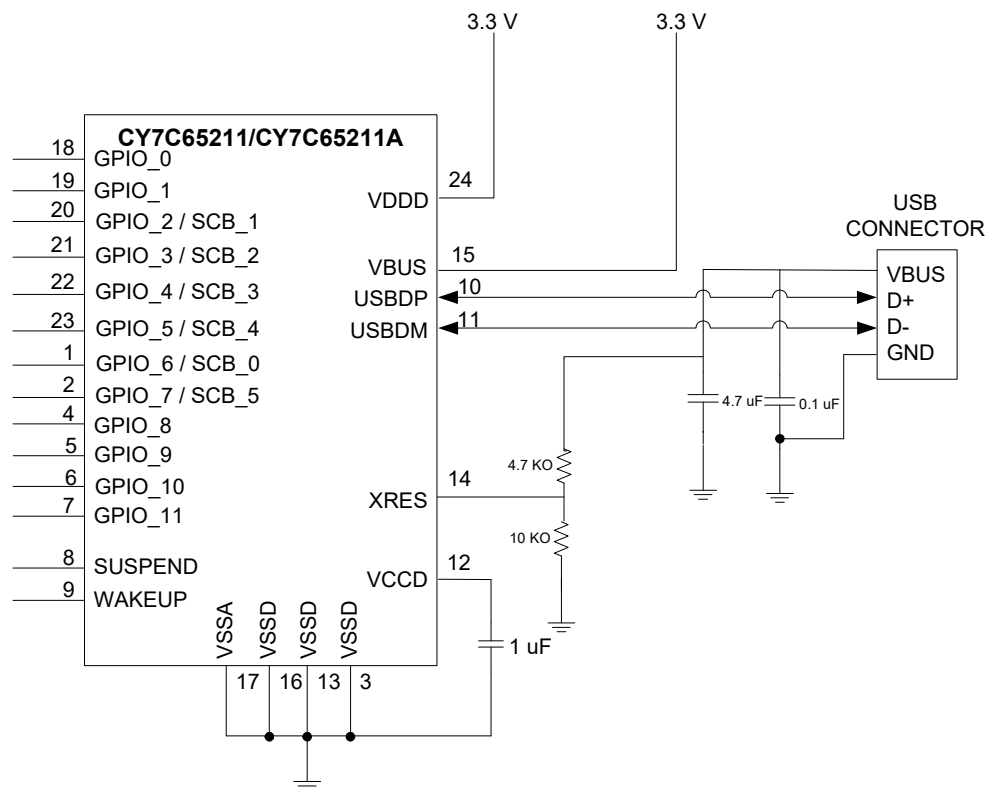 3.3 V
3.3 V
CY7C65211/CY7C65211A
18
GPIO_0
19
GPIO_1
20
GPIO_2 / SCB_1
21
GPIO_3 / SCB_2
22
GPIO_4 / SCB_3
23
GPIO_5 / SCB_4
1
GPIO_6 / SCB_0
2
GPIO_7 / SCB_5
4
GPIO_8
5
GPIO_9
6
GPIO_10
7
GPIO_11
8
SUSPEND
9
WAKEUP
VDDD
24
VBUS
15
USBDP
10
USBDM
11
XRES
14
VCCD
12
VSSA
VSSD
VSSD
VSSD
17
16
13
3
4.7 KO
10 KO
1 uF
4.7 uF
0.1 uF
USB
CONNECTOR
VBUS
D+
D-
GND